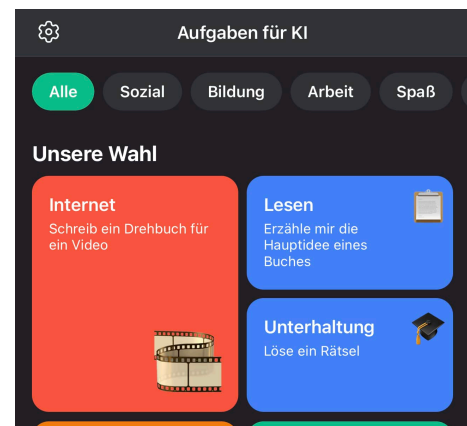 Aufgaben für KI
Alle
Sozial
Bildung
Arbeit
Spaß
Unsere Wahl
Internet
Schreib ein Drehbuch für
ein Video
Lesen
Erzähle mir die
Hauptidee eines
Buches
Unterhaltung
Löse ein Rätsel